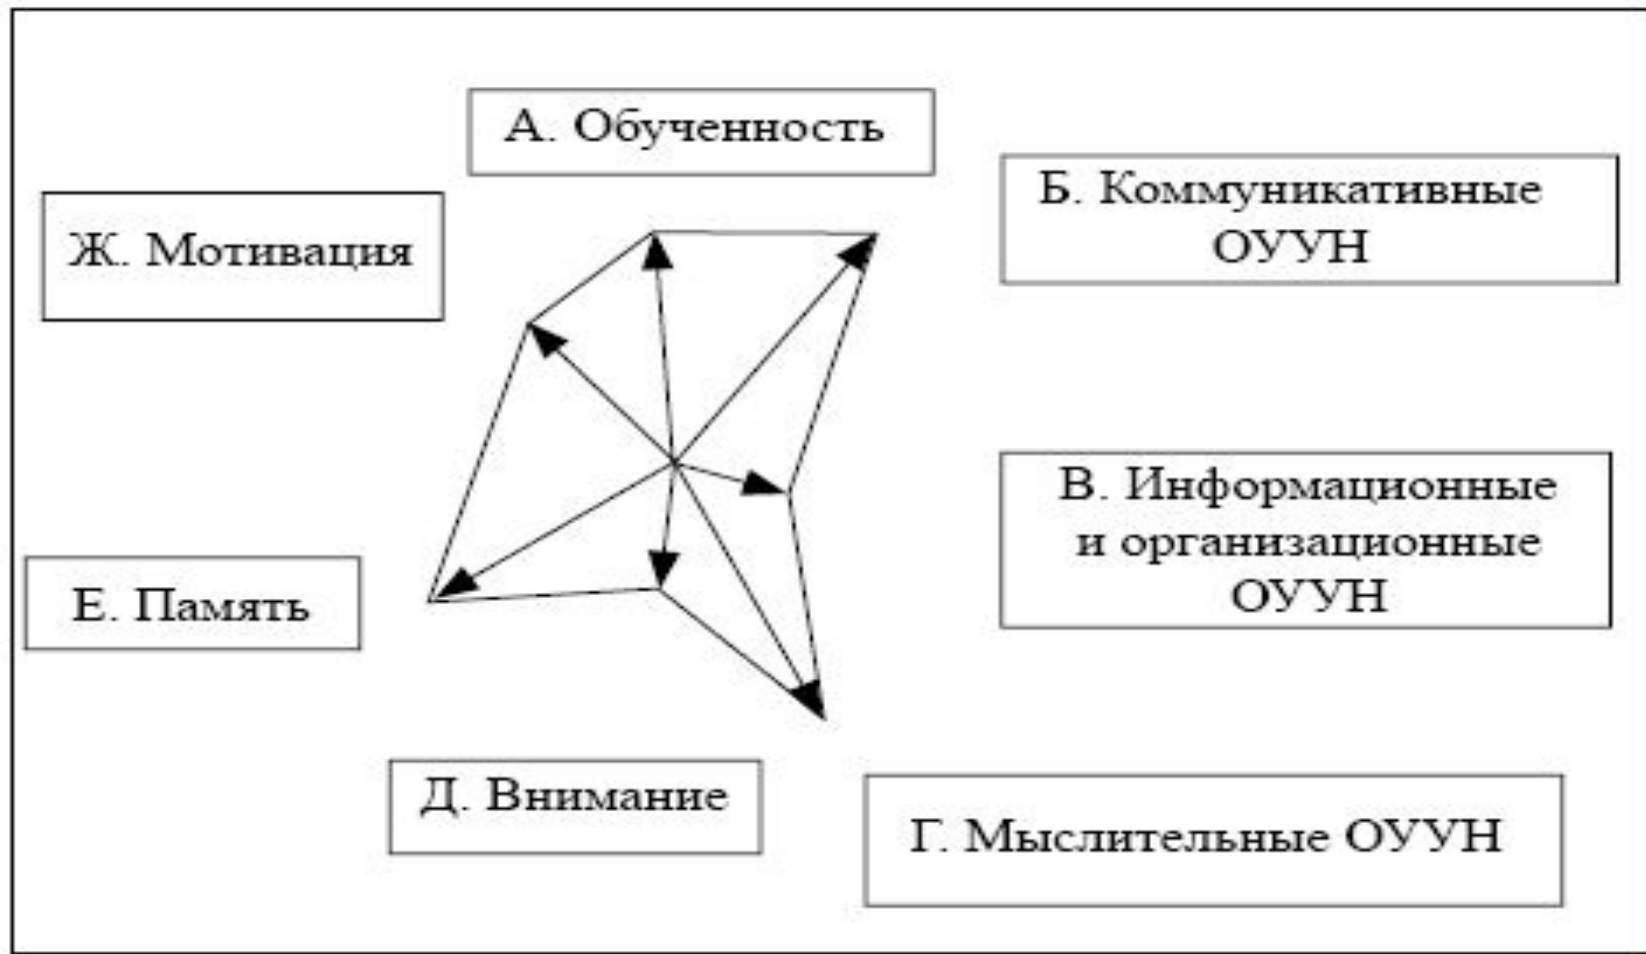 А. Обученность
Б. Коммуникативные
ОУУН
Ж. Мотивация
В. Информационные
и организационные
ОУУН
Е. Память
Д. Внимание
Г. Мыслительные ОУУН